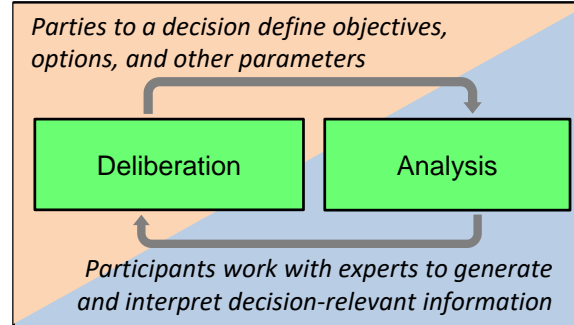 Parties to a decision define objectives,
options, and other parameters
Deliberation
Analysis
Participants work with experts to generate
and interpret decision-relevant information